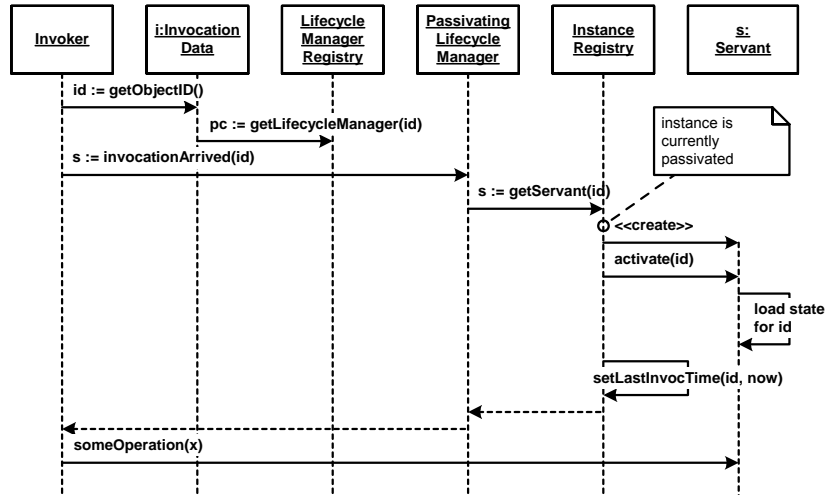 Invoker
i:Invocation
Data
Lifecycle
Manager
Registry
Passivating
Lifecycle
Manager
Instance
Registry
s:
Servant
id := getObjectID()
pc := getLifecycleManager(id)
instance is
currently
passivated
s := invocationArrived(id)
s := getServant(id)
<<create>>
activate(id)
load state
for id
setLastInvocTime(id, now)
someOperation(x)